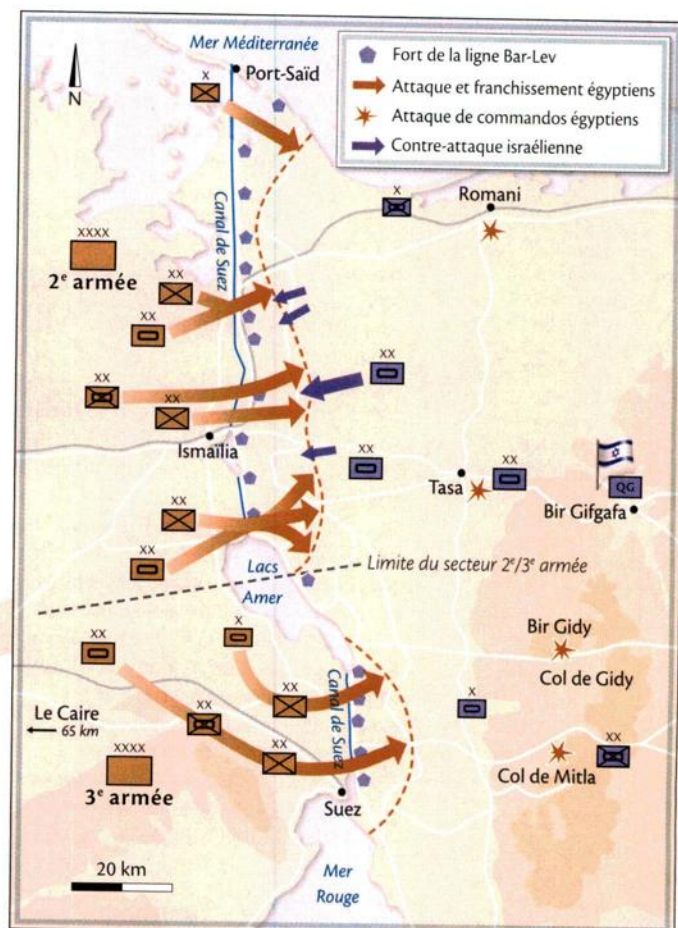 Mer Méditerranée
Port-Saïd
N
Fort de la ligne Bar-Lev
Attaque et franchissement égyptiens
Attaque de commandos égyptiens
Contre-attaque israélienne
X
X
Romani
Canal de Suez
XXXX
2e armée
XX
XX
XX
XX
XX
Ismaïlia
XX
XX
Tasa
XX
QG
Bir Gifgafa
XX
XX
Lacs
Amer
Limite du secteur 2e/3e armée
XX
X
Bir Gidy
Col de Gidy
XX
X
Canal de Suez
Le Caire
65 km
XX
XX
XX
Col de Mitla
XXXX
3e armée
Suez
20 km
Mer
Rouge